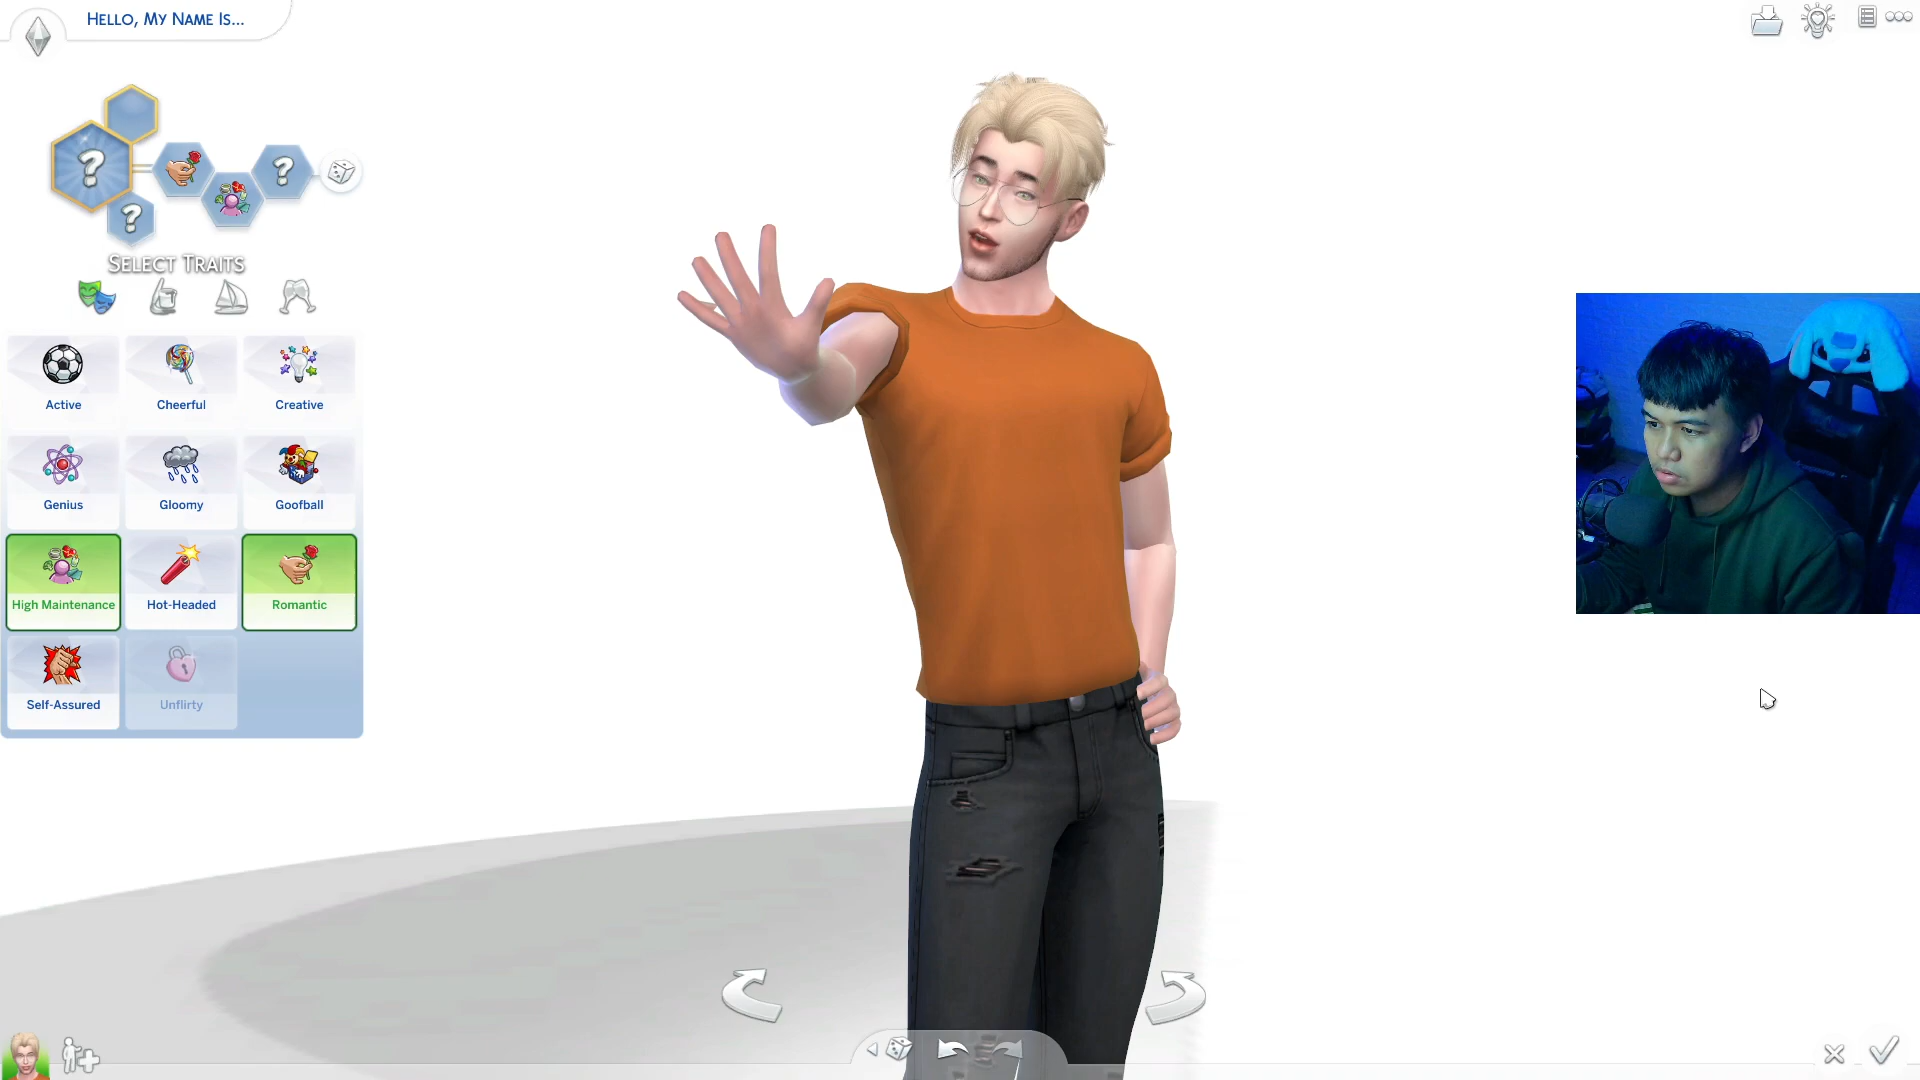 Hello, My Name Is...
?
?
?
Select Traits
Active
Cheerful
Creative
Genius
Gloomy
Goofball
High Maintenance
Hot-Headed
Romantic
Self-Assured
Unflirty